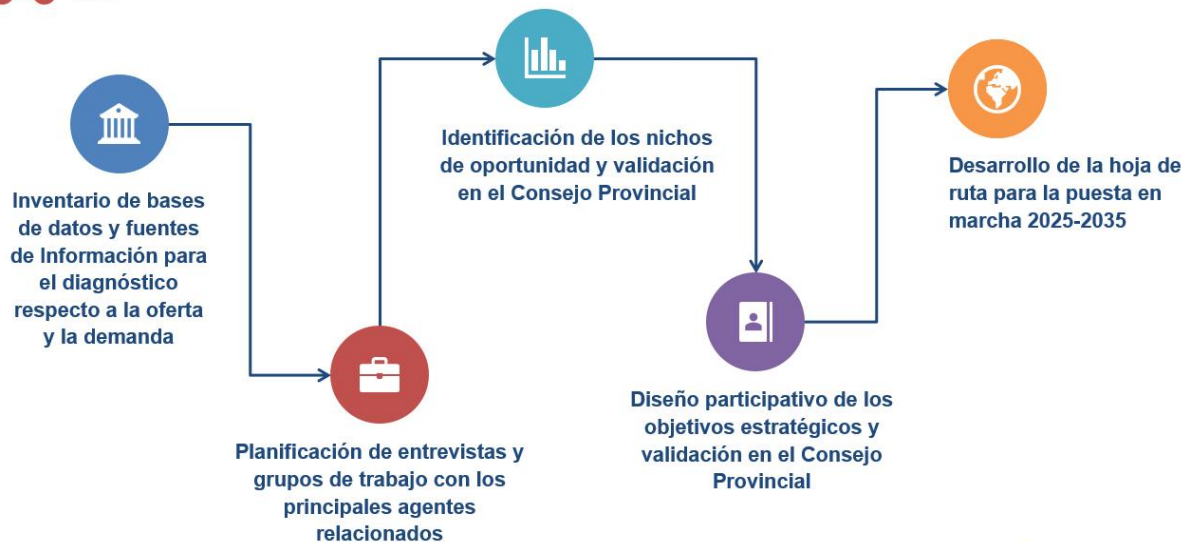 Inventario de bases
de datos y fuentes
de Información para
el diagnóstico
respecto a la oferta
y la demanda
Planificación de entrevistas y
grupos de trabajo con los
principales agentes
relacionados
Identificación de los nichos
de oportunidad y validación
en el Consejo Provincial
Diseño participativo de los
objetivos estratégicos y
validación en el Consejo
Provincial
Desarrollo de la hoja de
ruta para la puesta en
marcha 2025-2035